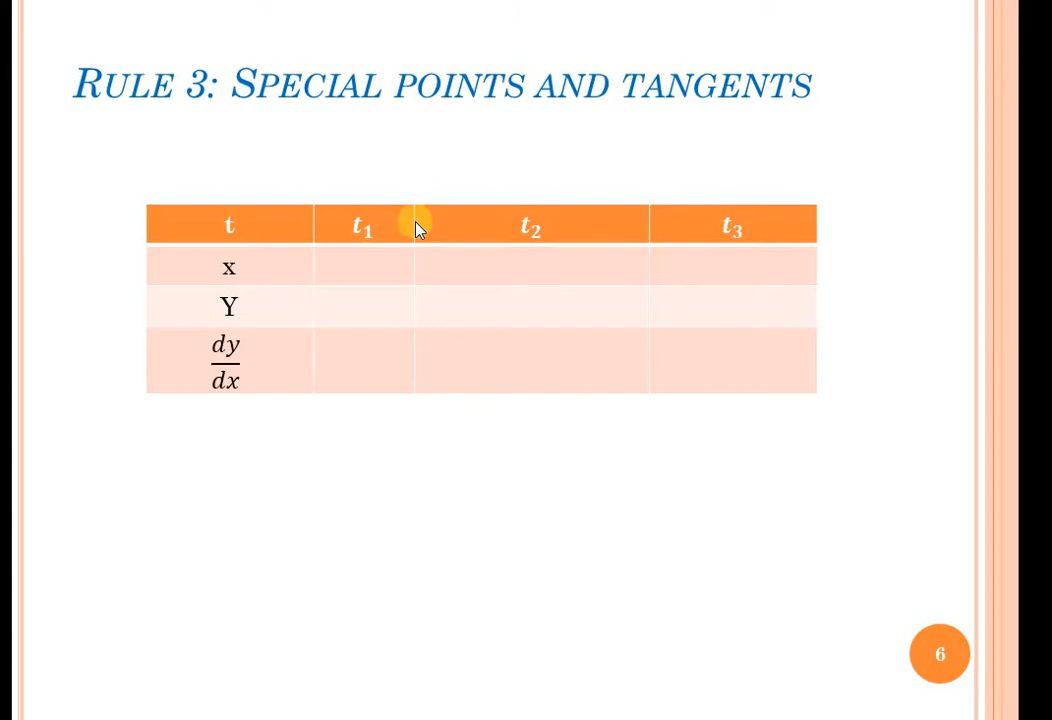 RULE 3: SPECIAL POINTS AND TANGENTS
t t₁ t₂ t₃
x
Y
dy
dx
6